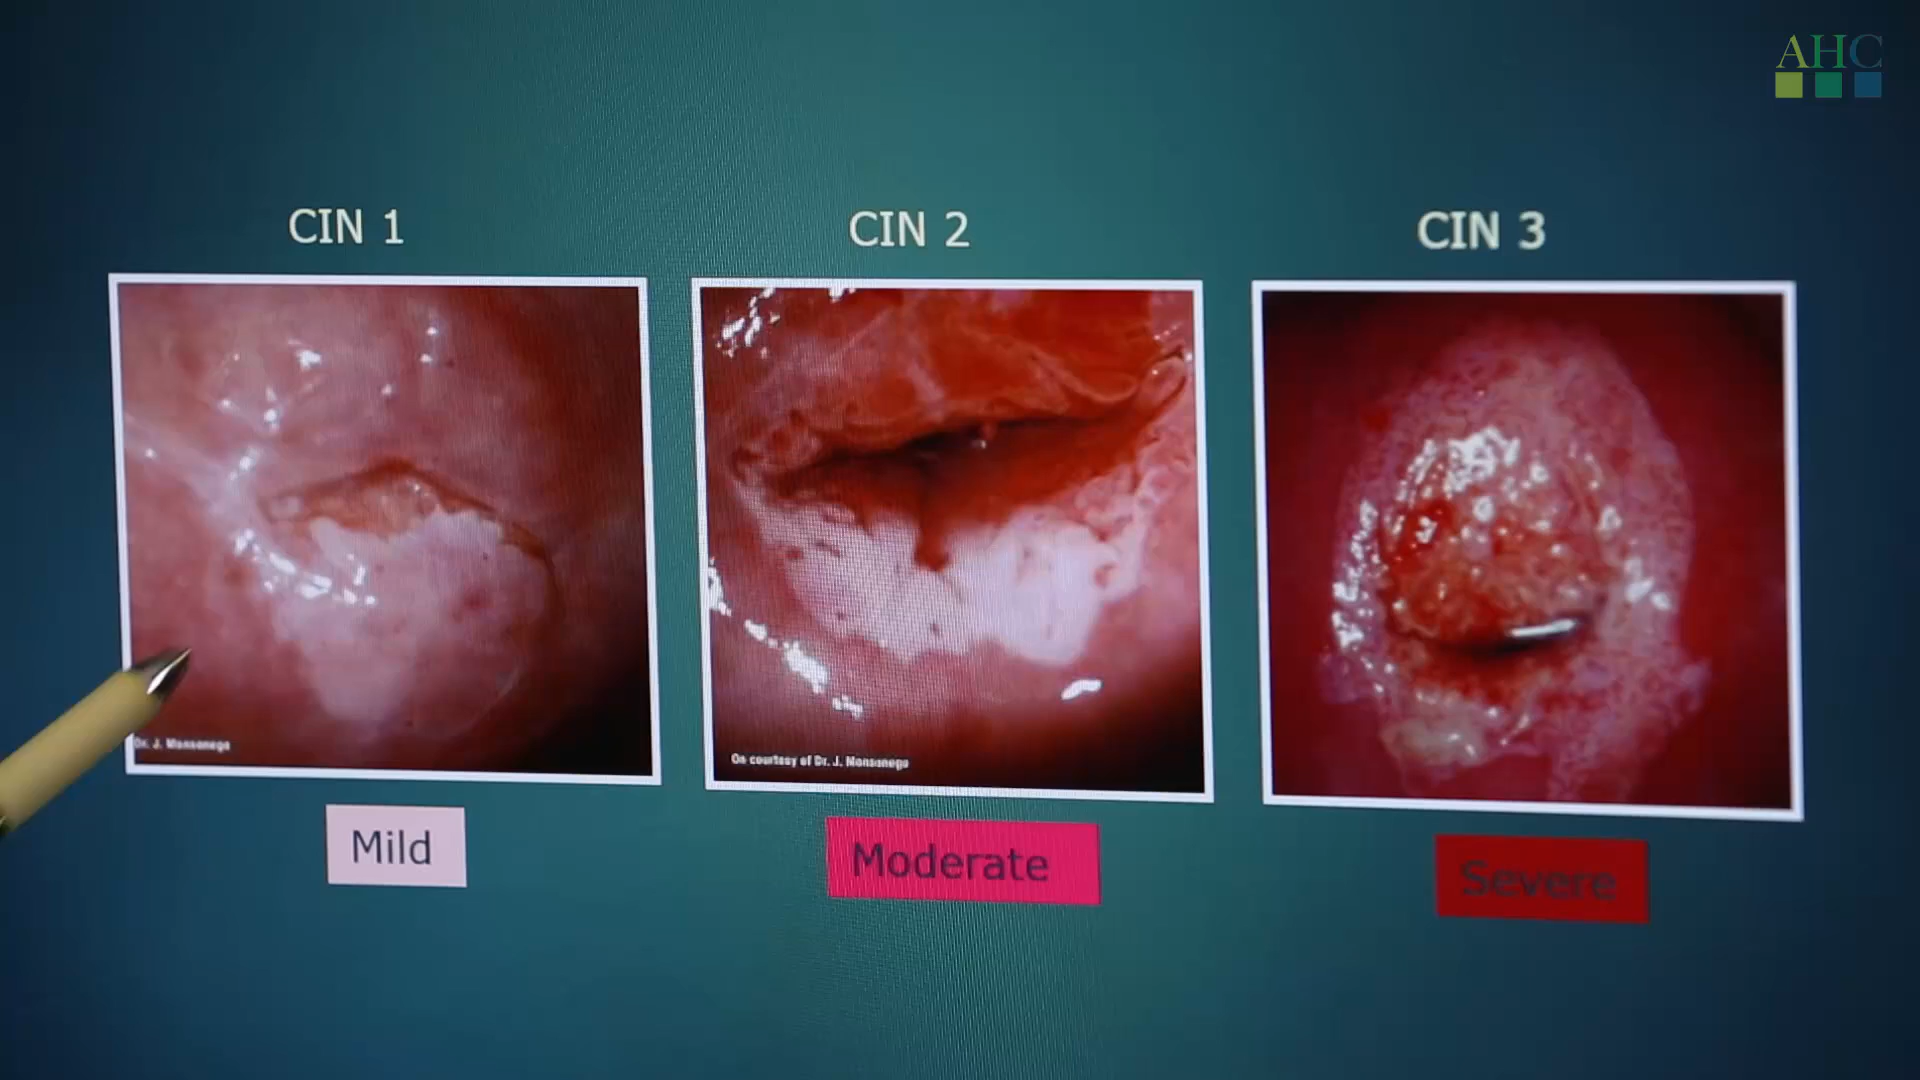 AHC
CIN 1
CIN 2
CIN 3
Dr. J. Monsonego
On courtesy of Dr. J. Monsonego
Mild
Moderate
Severe